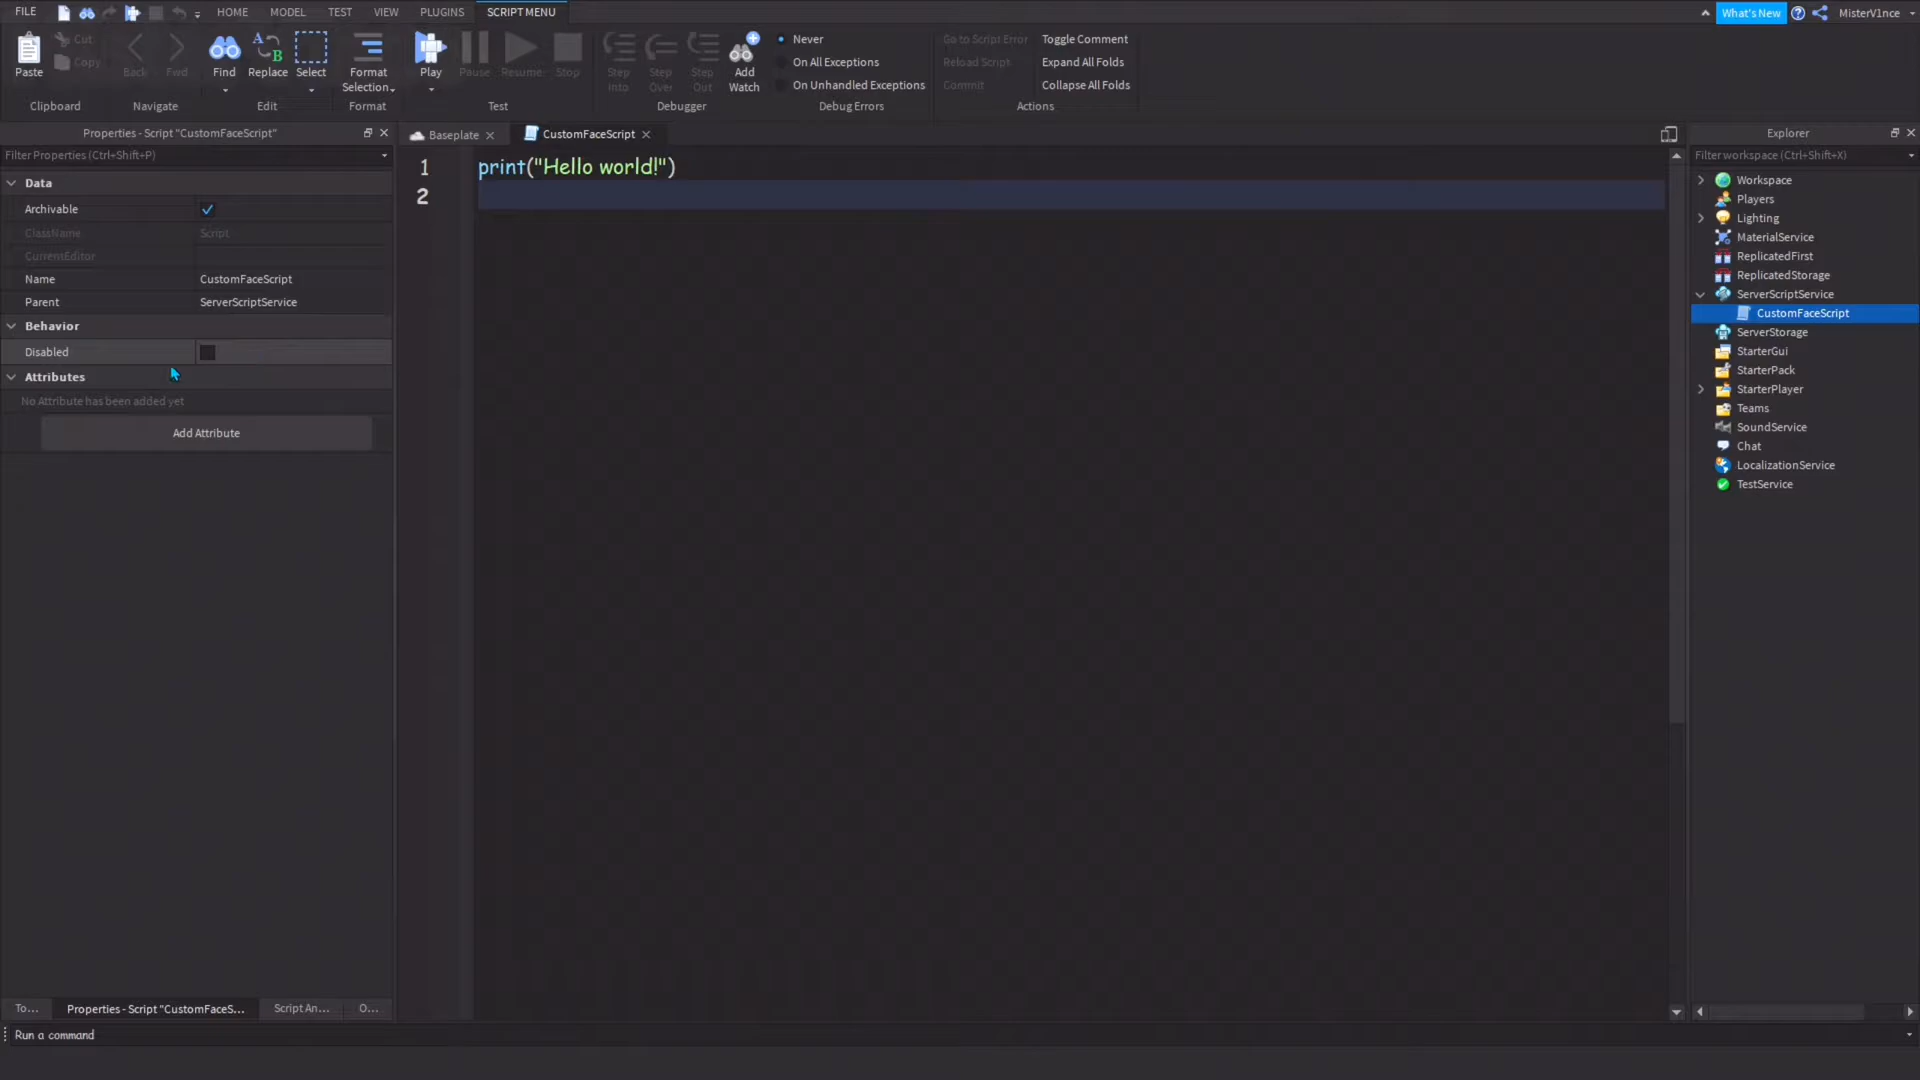 FILE HOME MODEL TEST VIEW PLUGINS SCRIPT MENU What's New MisterV1nce
Paste Cut Copy
Back Fwd Find Replace Select Format Selection Play Pause Resume Stop Step Into Step Over Step Out Add Watch
Never
On All Exceptions
On Unhandled Exceptions
Go to Script Error
Reload Script
Commit
Toggle Comment
Expand All Folds
Collapse All Folds
Clipboard Navigate Edit Format Test Debugger Debug Errors Actions
Properties - Script "CustomFaceScript"
Filter Properties (Ctrl+Shift+P)
Data
Archivable
ClassName Script
CurrentEditor
Name CustomFaceScript
Parent ServerScriptService
Behavior
Disabled
Attributes
No Attribute has been added yet
Add Attribute
To... Properties - Script "CustomFaceS... Script An... O...
Run a command
Baseplate CustomFaceScript
1 print("Hello world!")
2
Explorer
Filter workspace (Ctrl+Shift+X)
Workspace
Players
Lighting
MaterialService
ReplicatedFirst
ReplicatedStorage
ServerScriptService
CustomFaceScript
ServerStorage
StarterGui
StarterPack
StarterPlayer
Teams
SoundService
Chat
LocalizationService
TestService